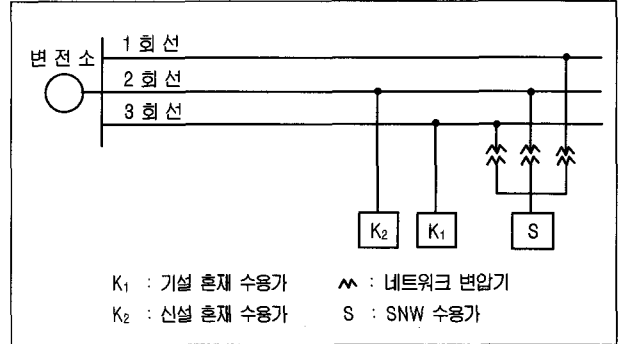 1 회 선
변 전 소
2 회 선
3 회 선
K₂
K₁
S
K₁ : 기설 혼재 수용가
: 네트워크 변압기
K₂ : 신설 혼재 수용가
S : SNW 수용가